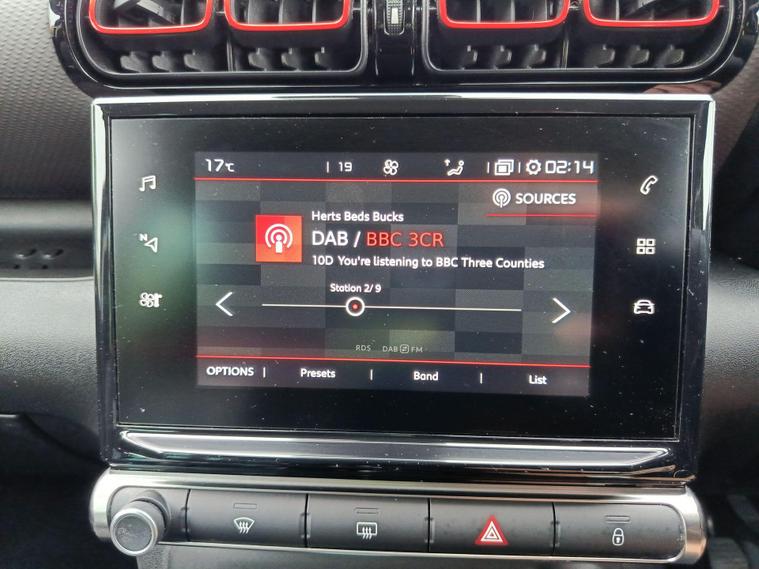 17°C
19
02:14
SOURCES
Herts Beds Bucks
DAB / BBC 3CR
10D You're listening to BBC Three Counties
Station 2/9
RDS DAB FM
OPTIONS Presets Band List
N